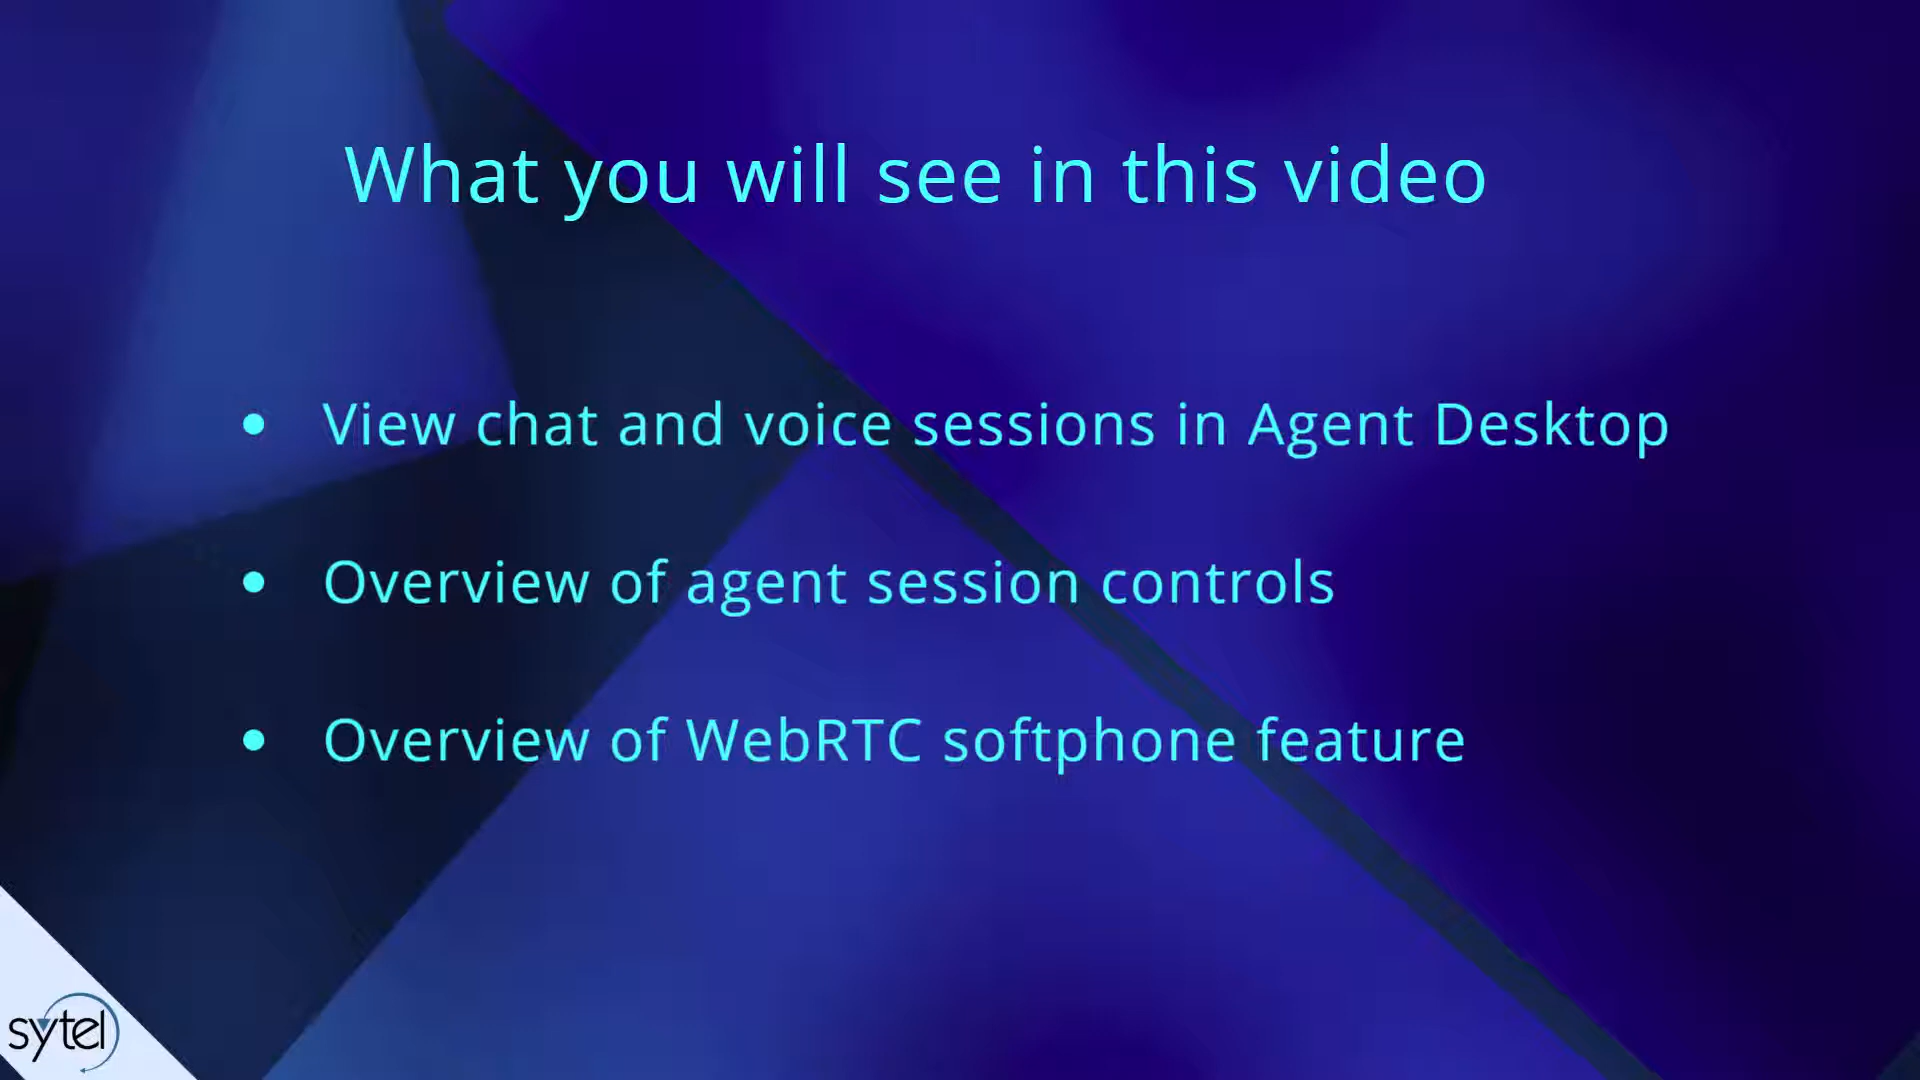 What you will see in this video
• View chat and voice sessions in Agent Desktop
• Overview of agent session controls
• Overview of WebRTC softphone feature
sytel